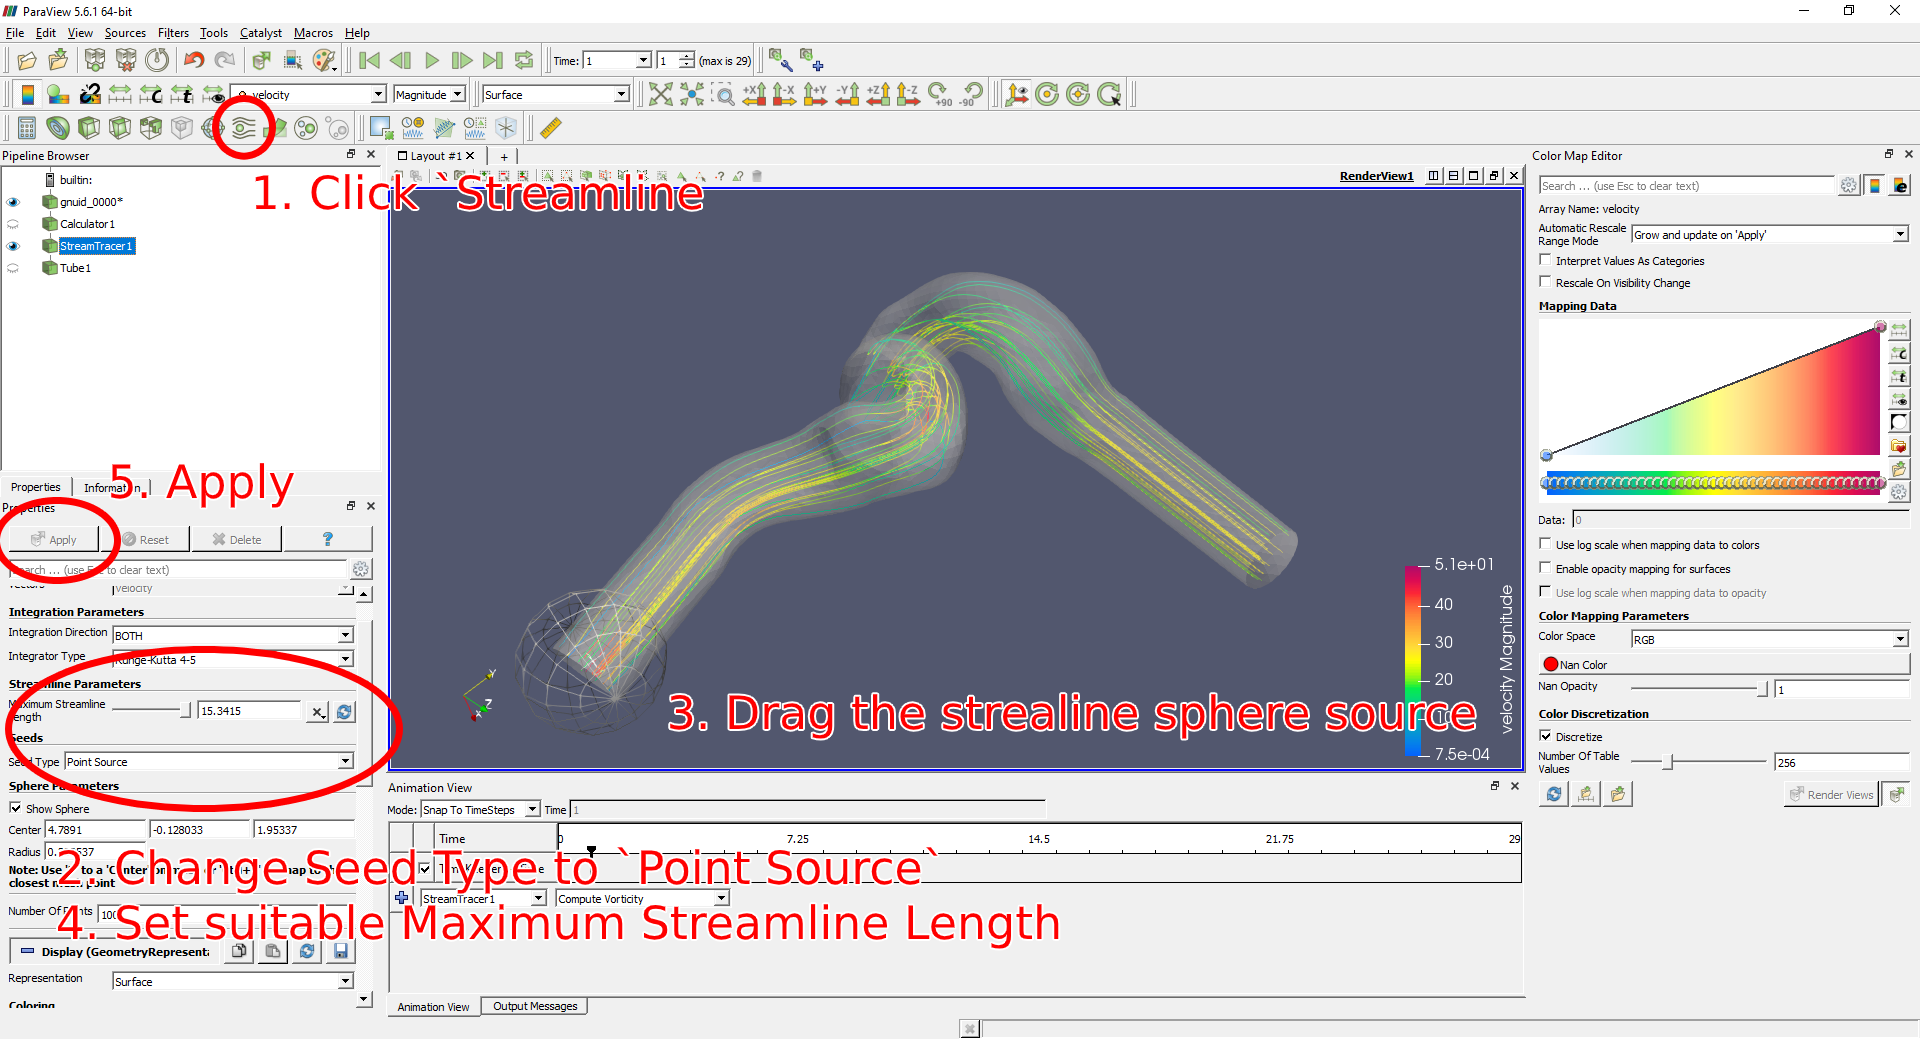 ParaView 5.6.1 64-bit
File Edit View Sources Filters Tools Catalyst Macros Help
Time: 1 1 (max is 29)
velocity Magnitude Surface
+X -X +Y -Y +Z -Z +90 -90
Pipeline Browser
builtin:
gnuid_0000*
Calculator1
StreamTracer1
Tube1
Layout #1 +
RenderView1
1. Click Streamline
5. Apply
Properties Information
Properties
Apply Reset Delete ?
Search ... (use Esc to clear text)
Vectors velocity
Integration Parameters
Integration Direction BOTH
Integrator Type Runge-Kutta 4-5
Streamline Parameters
Maximum Streamline
Length 15.3415
Seeds
Seed Type Point Source
Sphere Parameters
Show Sphere
Center 4.7891 -0.128033 1.95337
Radius
2. Change Seed Type to `Point Source`
Note: Use
closest mesh point
Number Of Points 100
4. Set suitable Maximum Streamline Length
Display (GeometryRepresenta
Representation Surface
Coloring
3. Drag the strealine sphere source
Y
Z
X
5.1e+01
40
30
20
10
7.5e-04
velocity Magnitude
Animation View
Mode: Snap To TimeSteps Time 1
Time 0 7.25 14.5 21.75 29
StreamTracer1 Compute Vorticity
Animation View Output Messages
Color Map Editor
Search ... (use Esc to clear text)
Array Name: velocity
Automatic Rescale
Range Mode Grow and update on 'Apply'
Interpret Values As Categories
Rescale On Visibility Change
Mapping Data
Data: 0
Use log scale when mapping data to colors
Enable opacity mapping for surfaces
Use log scale when mapping data to opacity
Color Mapping Parameters
Color Space RGB
Nan Color
Nan Opacity 1
Color Discretization
Discretize
Number Of Table
Values 256
Render Views